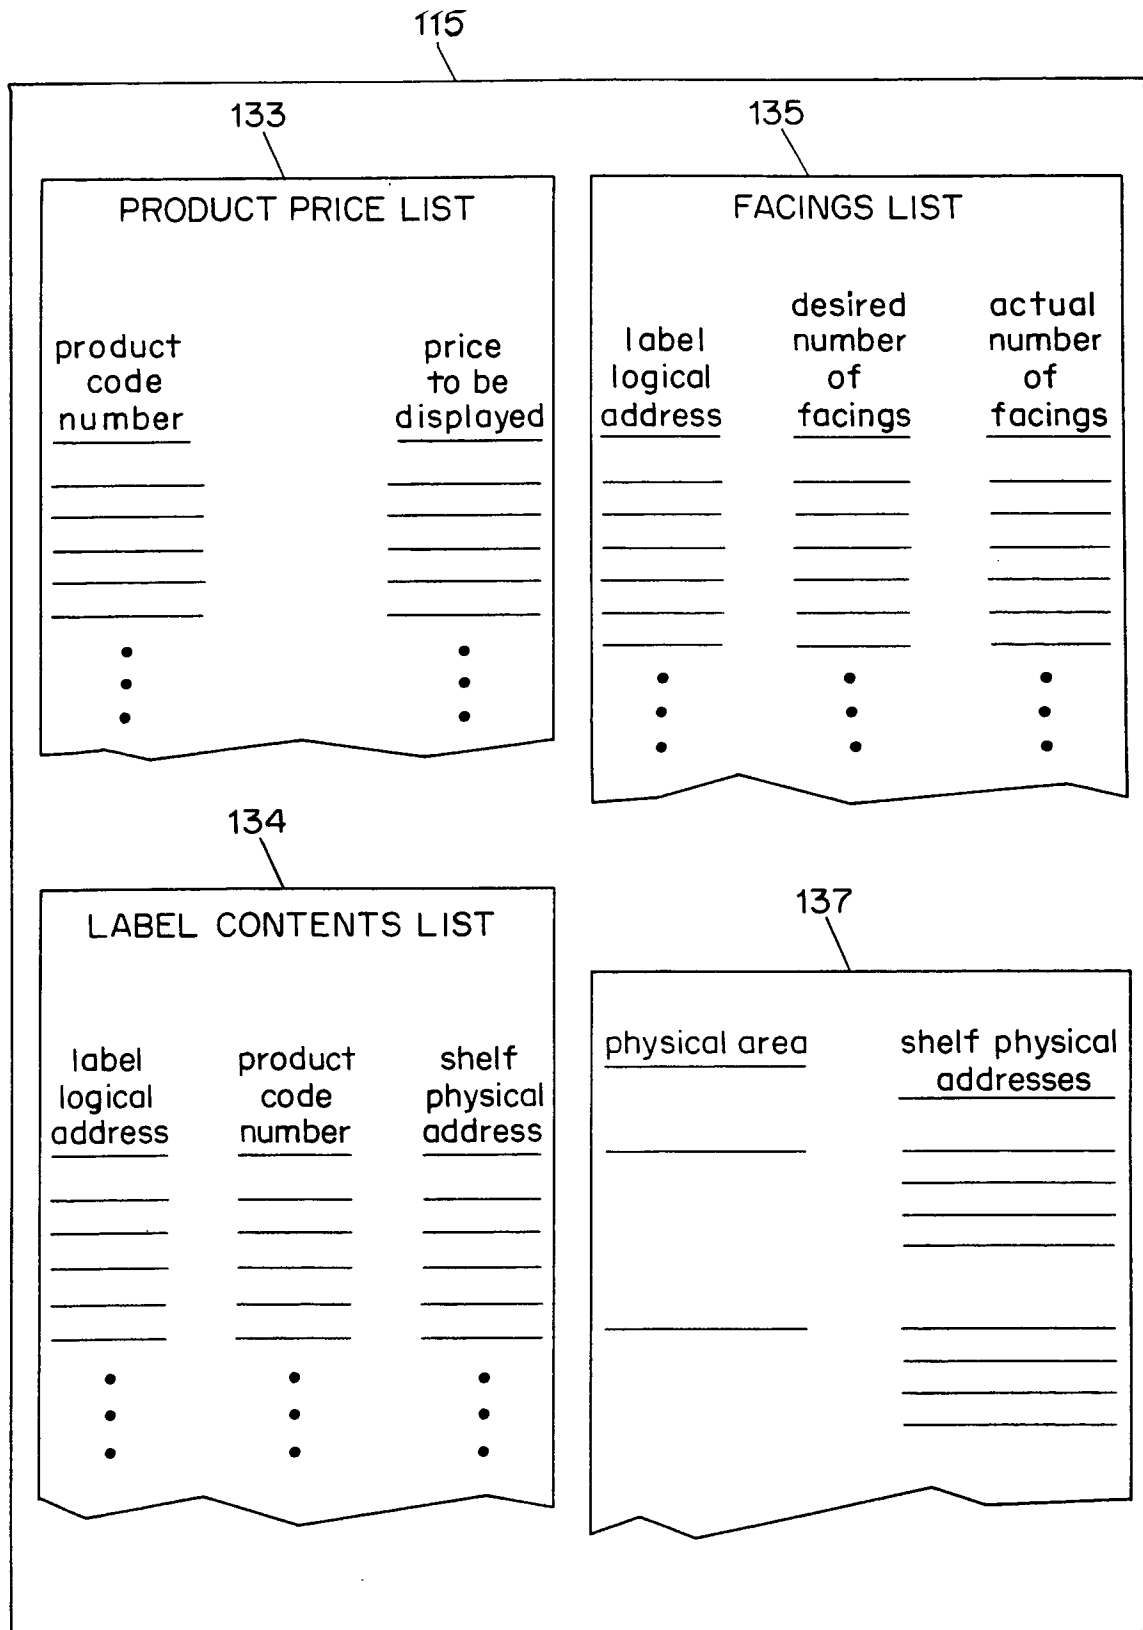 115
133
PRODUCT PRICE LIST
product
code
number
price
to be
displayed
135
FACINGS LIST
label
logical
address
desired
number
of
facings
actual
number
of
facings
134
LABEL CONTENTS LIST
label
logical
address
product
code
number
shelf
physical
address
137
physical area
shelf physical
addresses